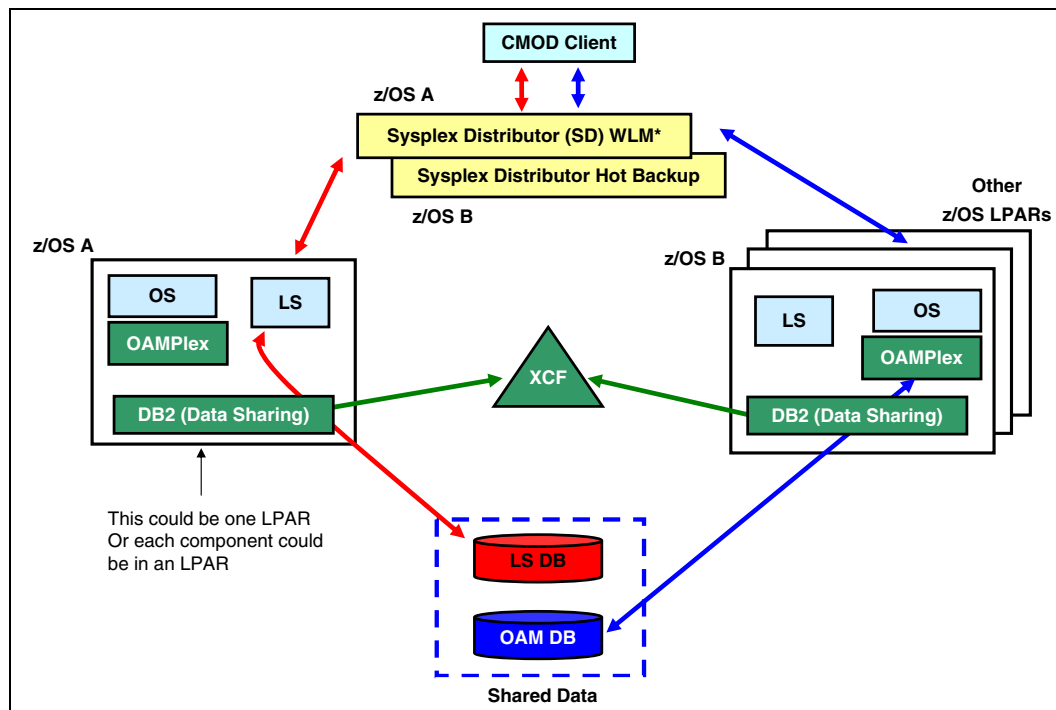 CMOD Client
z/OS A
Sysplex Distributor (SD) WLM*
Sysplex Distributor Hot Backup
z/OS B
Other
z/OS LPARs
z/OS A
OS
LS
OAMPlex
DB2 (Data Sharing)
XCF
z/OS B
LS
OS
OAMPlex
DB2 (Data Sharing)
This could be one LPAR
Or each component could
be in an LPAR
LS DB
OAM DB
Shared Data